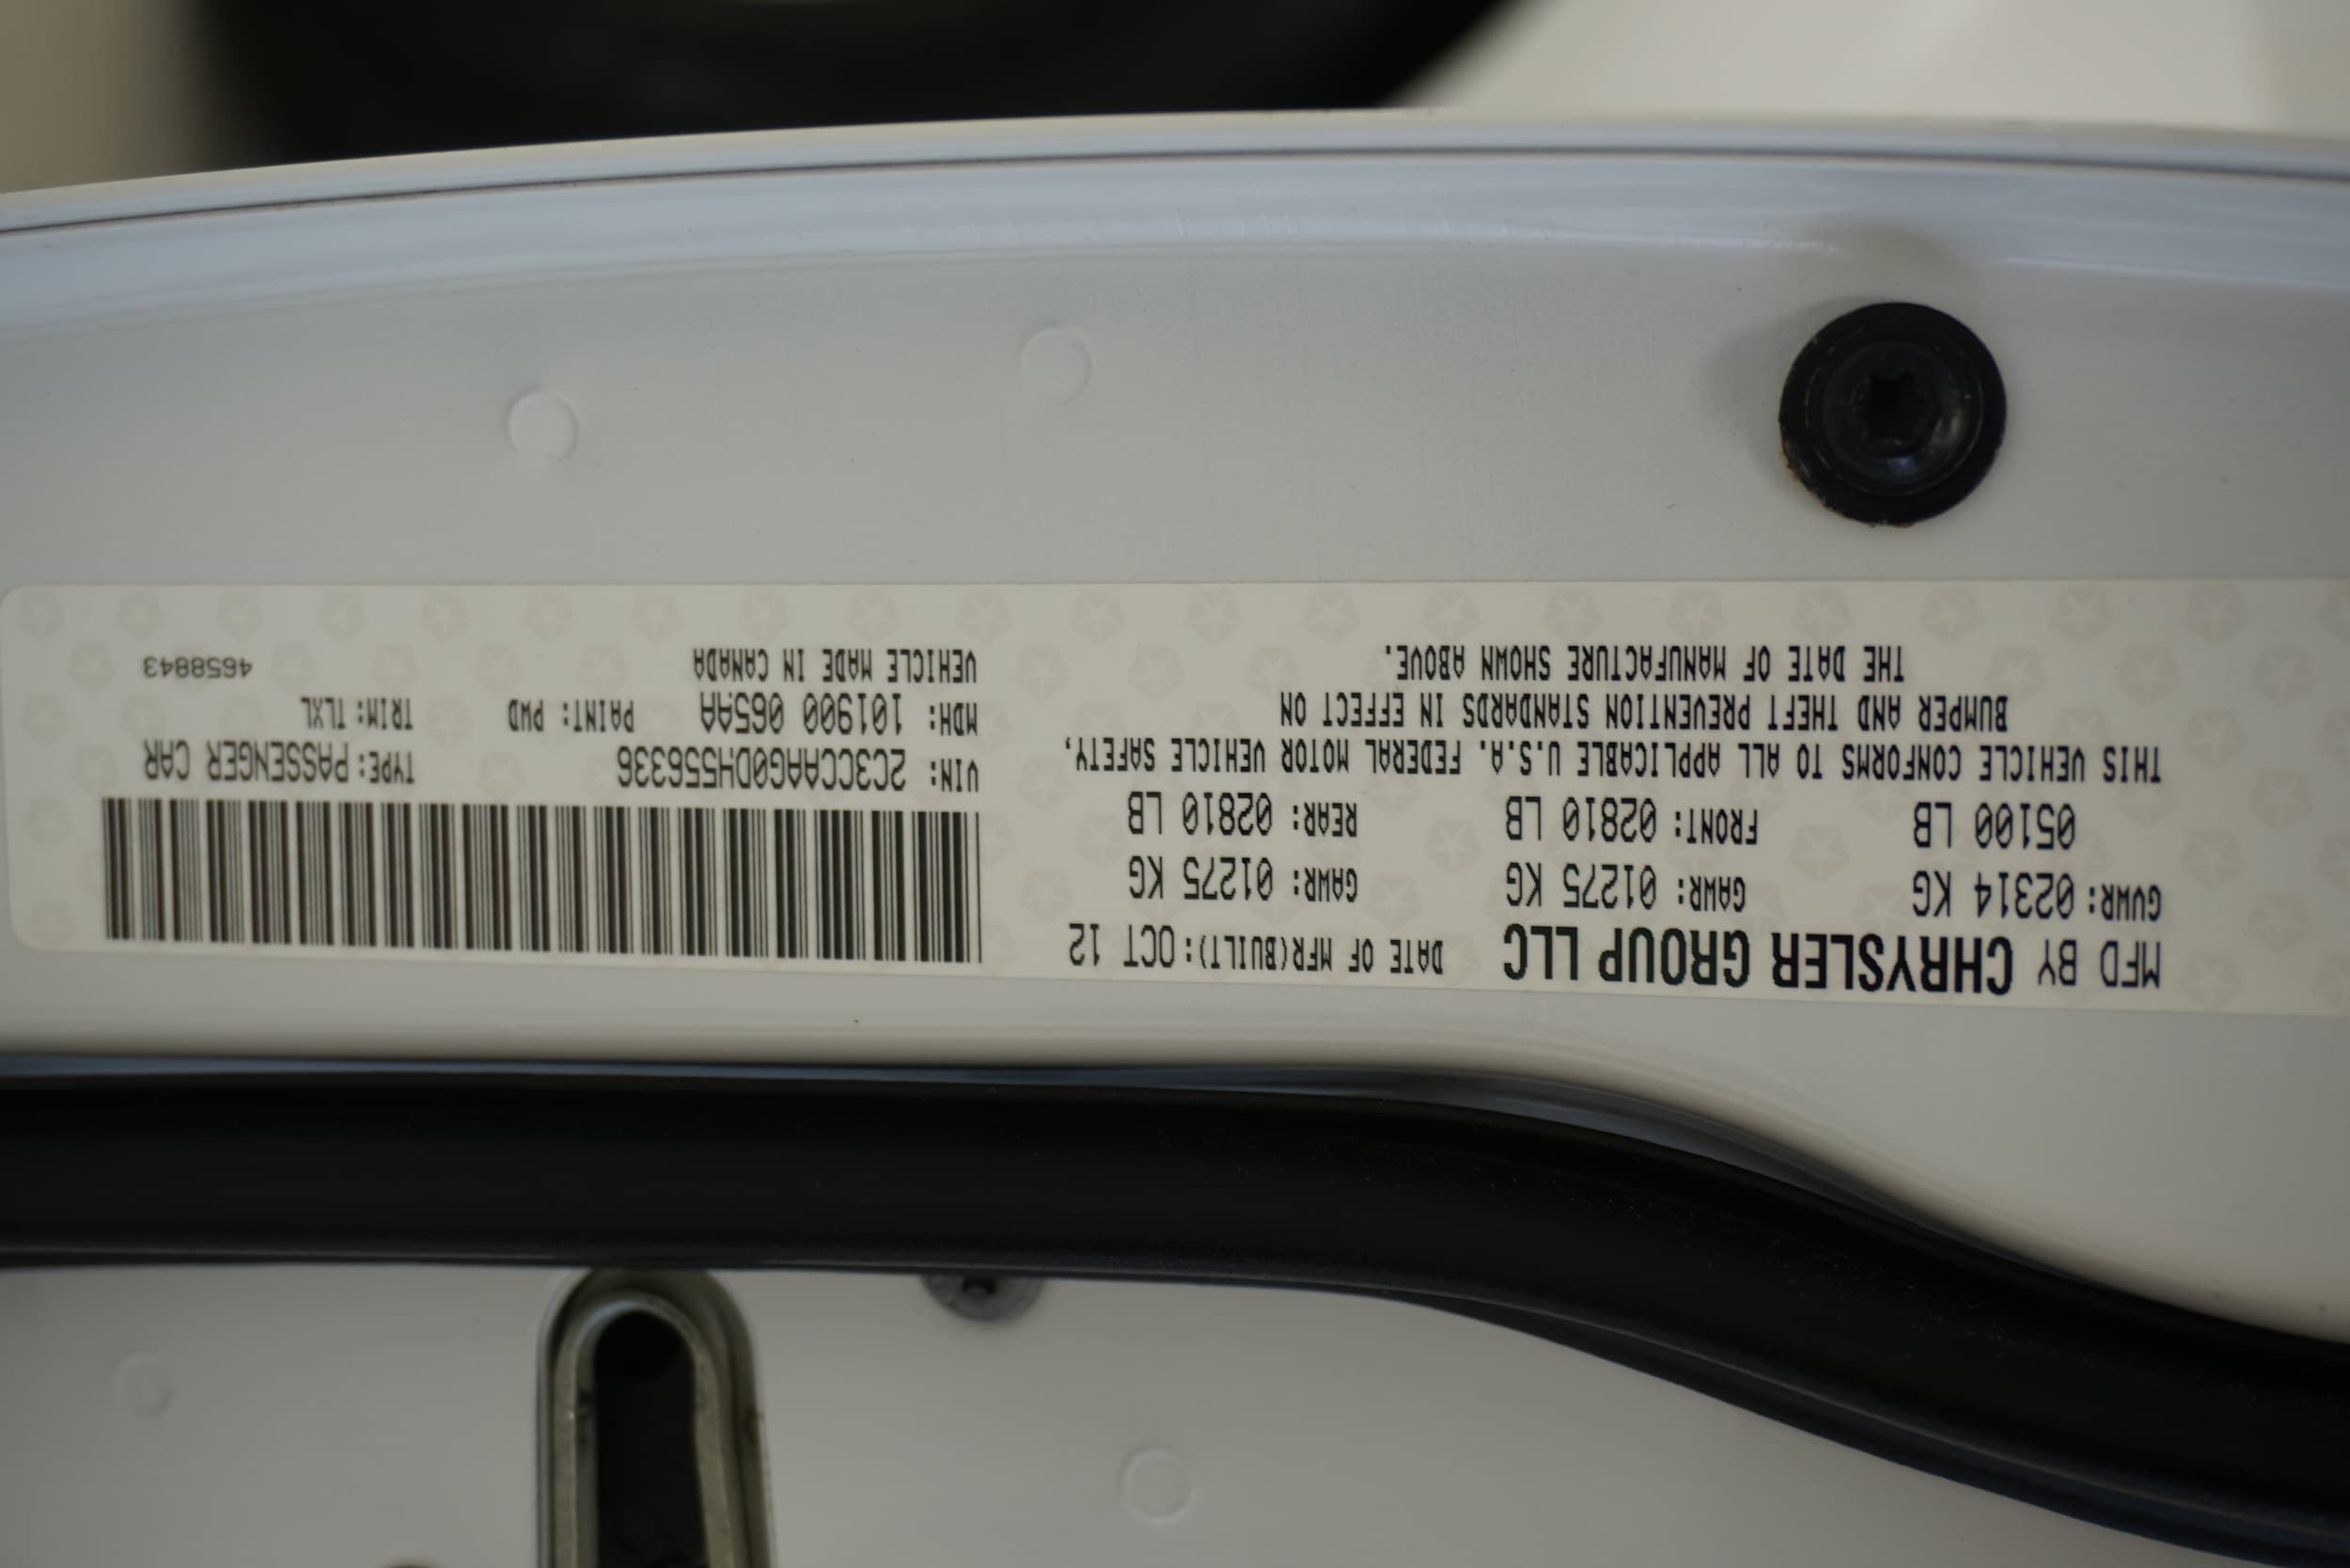 MFD BY CHRYSLER GROUP LLC DATE OF MFR(BUILT):OCT 12
GVWR: 02314 KG GAWR: 01275 KG GAWR: 01275 KG
05100 LB FRONT: 02810 LB REAR: 02810 LB
THIS VEHICLE CONFORMS TO ALL APPLICABLE U.S.A. FEDERAL MOTOR VEHICLE SAFETY,
BUMPER AND THEFT PREVENTION STANDARDS IN EFFECT ON
THE DATE OF MANUFACTURE SHOWN ABOVE.
VIN: 2C3CCAAG0DH556336 TYPE: PASSENGER CAR
MDH: 101900 065AA PAINT: PWD TRIM: TLXL
VEHICLE MADE IN CANADA 4658843